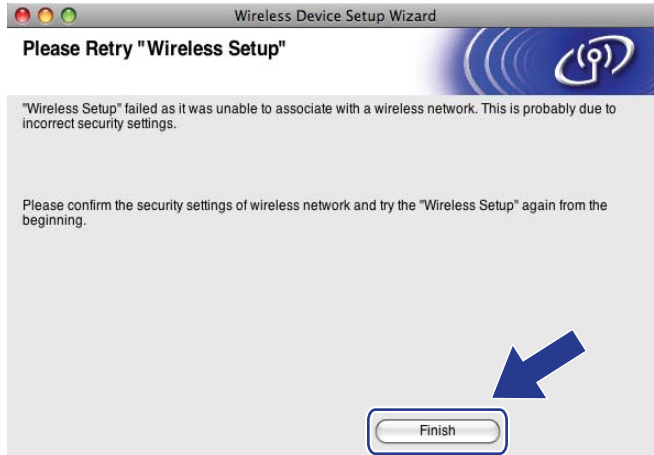 Wireless Device Setup Wizard
Please Retry "Wireless Setup"
"Wireless Setup" failed as it was unable to associate with a wireless network. This is probably due to
incorrect security settings.
Please confirm the security settings of wireless network and try the "Wireless Setup" again from the
beginning.
Finish